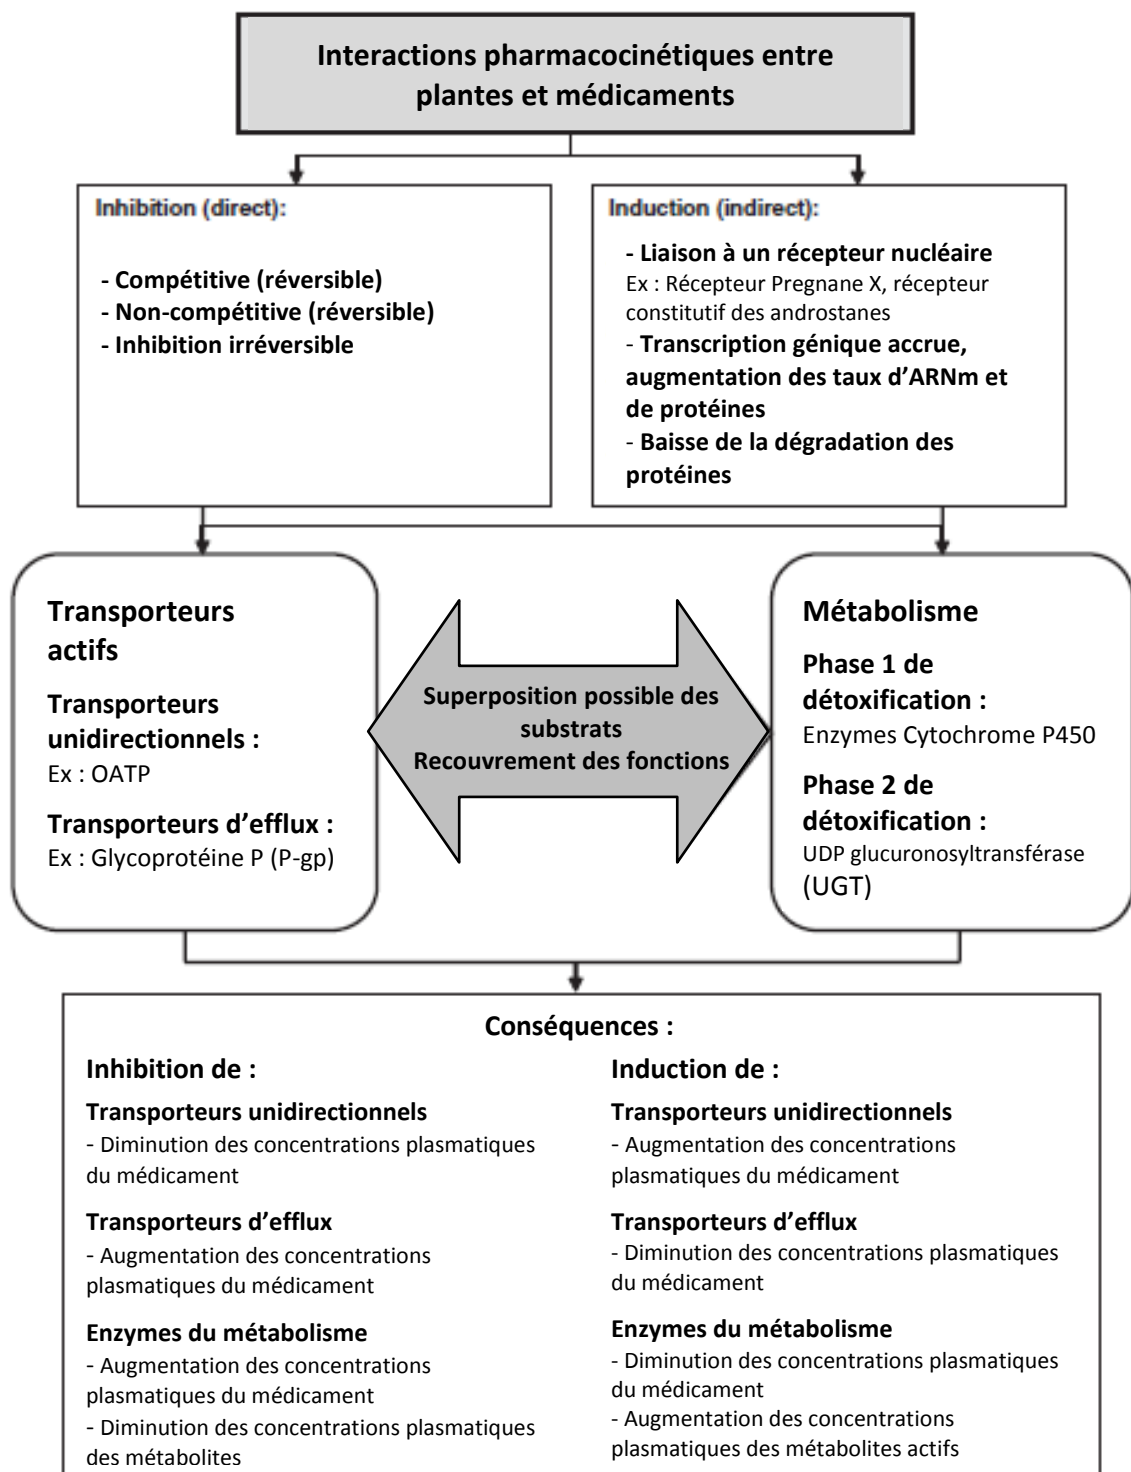 Interactions pharmacocinétiques entre
plantes et médicaments
Inhibition (direct):
- Compétitive (réversible)
- Non-compétitive (réversible)
- Inhibition irréversible
Induction (indirect):
- Liaison à un récepteur nucléaire
Ex : Récepteur Pregnane X, récepteur
constitutif des androstanes
- Transcription génique accrue,
augmentation des taux d’ARNm et
de protéines
- Baisse de la dégradation des
protéines
Transporteurs
actifs
Transporteurs
unidirectionnels :
Ex : OATP
Transporteurs d’efflux :
Ex : Glycoprotéine P (P-gp)
Superposition possible des
substrats
Recouvrement des fonctions
Métabolisme
Phase 1 de
détoxification :
Enzymes Cytochrome P450
Phase 2 de
détoxification :
UDP glucuronosyltransférase
(UGT)
Conséquences :
Inhibition de :
Transporteurs unidirectionnels
- Diminution des concentrations plasmatiques
du médicament
Transporteurs d’efflux
- Augmentation des concentrations
plasmatiques du médicament
Enzymes du métabolisme
- Augmentation des concentrations
plasmatiques du médicament
- Diminution des concentrations plasmatiques
des métabolites
Induction de :
Transporteurs unidirectionnels
- Augmentation des concentrations
plasmatiques du médicament
Transporteurs d’efflux
- Diminution des concentrations plasmatiques
du médicament
Enzymes du métabolisme
- Diminution des concentrations plasmatiques
du médicament
- Augmentation des concentrations
plasmatiques des métabolites actifs